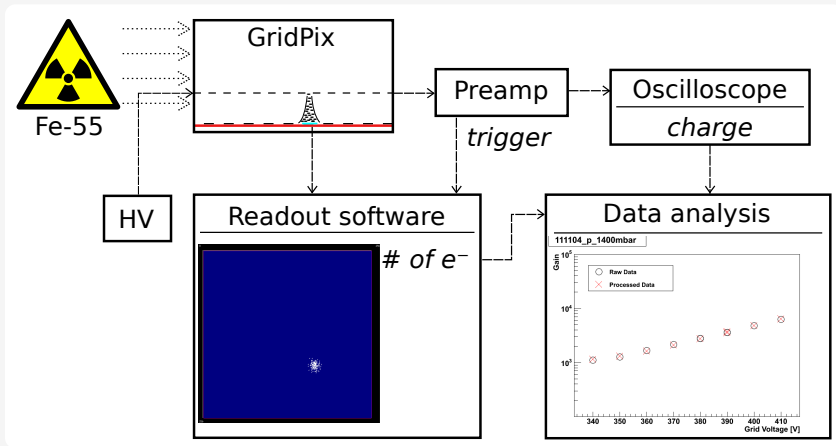 GridPix
Fe-55
Preamp
trigger
Oscilloscope
charge
HV
Readout software
# of e⁻
Data analysis
111104_p_1400mbar
Gain
10⁵
10⁴
10³
Raw Data
Processed Data
340 350 360 370 380 390 400 410
Grid Voltage [V]